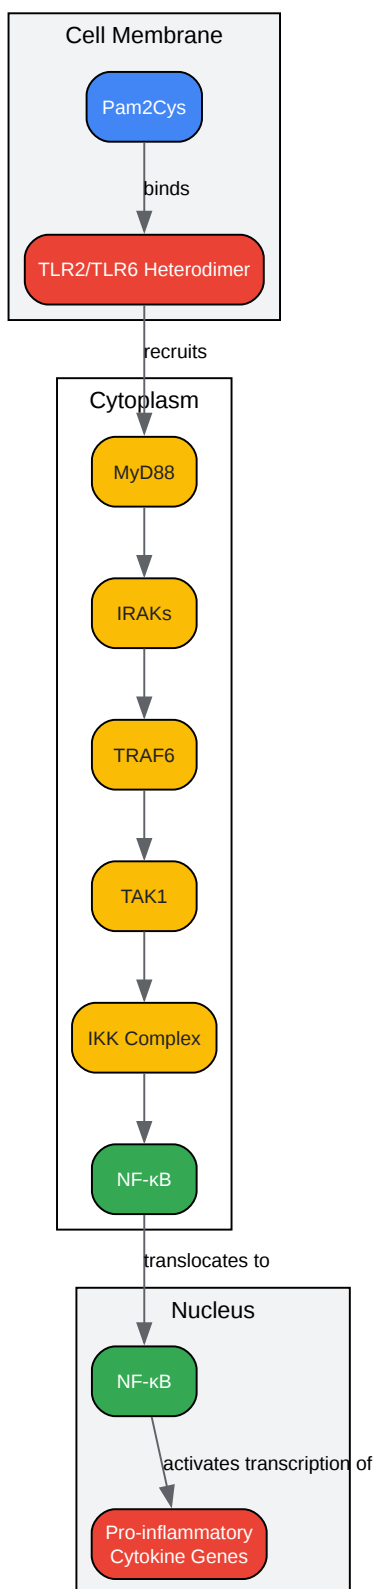 Cell Membrane
Pam2Cys
binds
TLR2/TLR6 Heterodimer
recruits
Cytoplasm
MyD88
IRAKs
TRAF6
TAK1
IKK Complex
NF-κB
translocates to
Nucleus
NF-κB
activates transcription of
Pro-inflammatory
Cytokine Genes